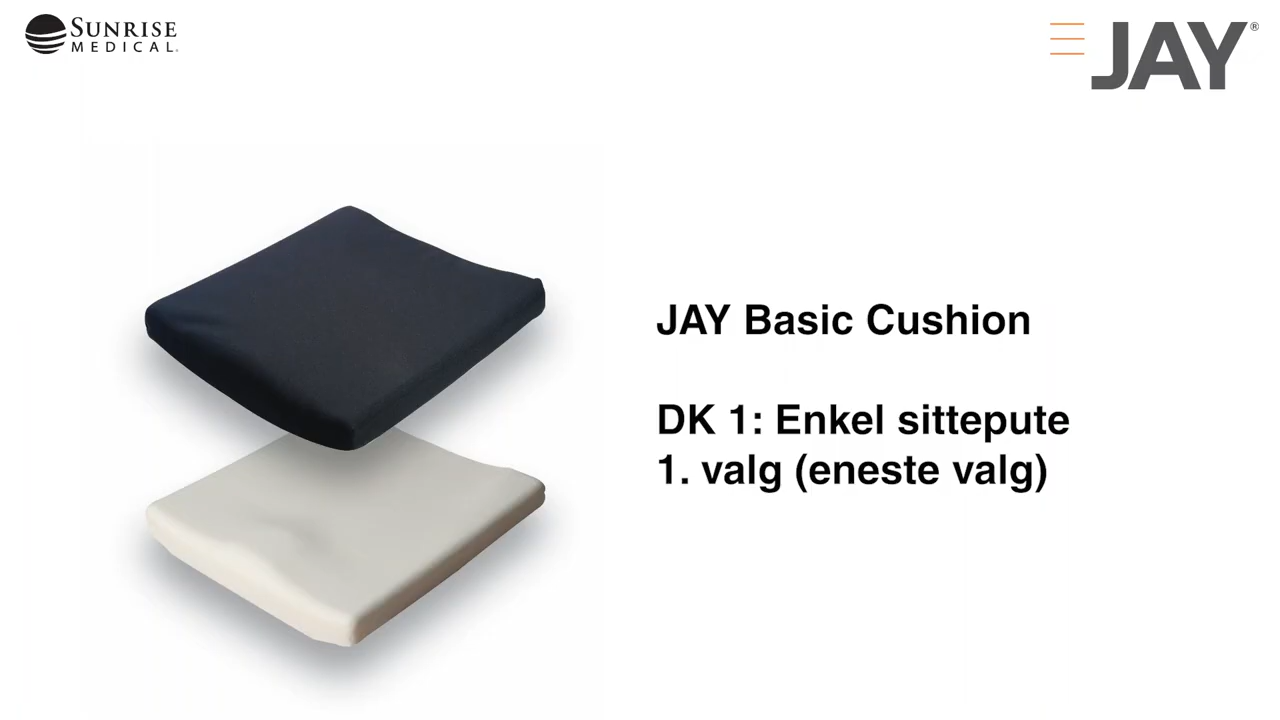 SUNRISE
MEDICAL.
JAY®
JAY Basic Cushion
DK 1: Enkel sittepute
1. valg (eneste valg)